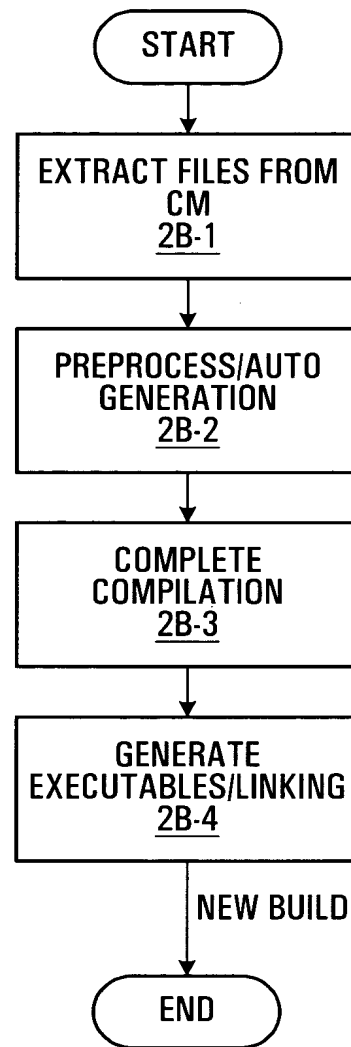 START
EXTRACT FILES FROM
CM
2B-1
PREPROCESS/AUTO
GENERATION
2B-2
COMPLETE
COMPILATION
2B-3
GENERATE
EXECUTABLES/LINKING
2B-4
NEW BUILD
END